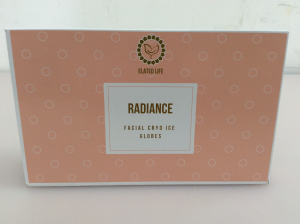 ELATED LIFE
RADIANCE
FACIAL CRYO ICE
GLOBES